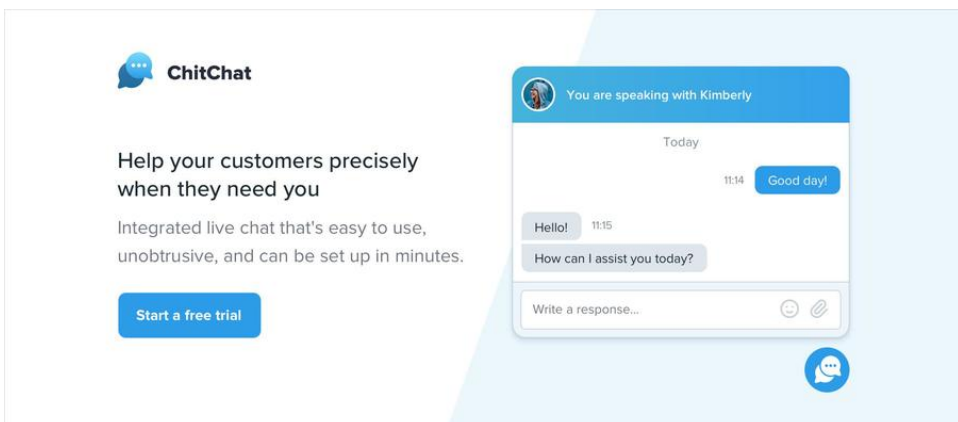 ChitChat
Help your customers precisely
when they need you
Integrated live chat that's easy to use,
unobtrusive, and can be set up in minutes.
Start a free trial
You are speaking with Kimberly
Today
11:14 Good day!
Hello! 11:15
How can I assist you today?
Write a response...